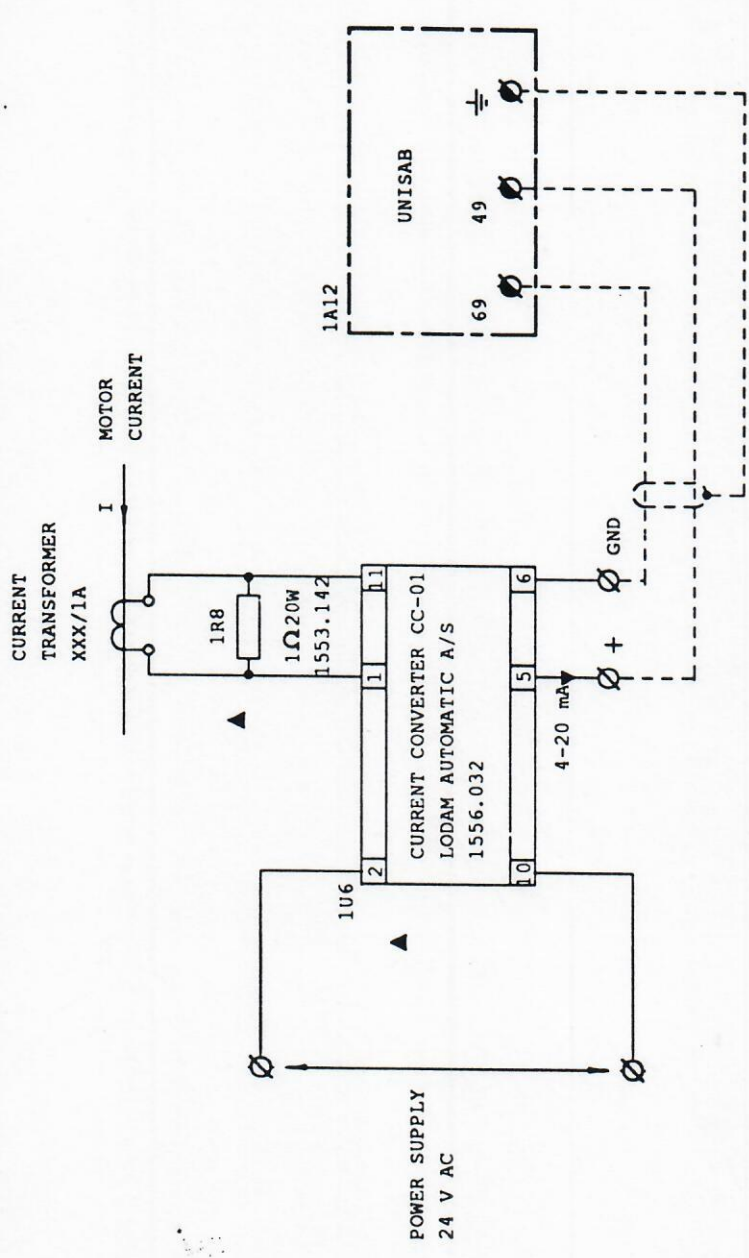 CURRENT
TRANSFORMER
XXX/1A
I
MOTOR
CURRENT
1R8
1Ω20W
1553.142
1A12
UNISAB
69
49
1U6
2
1
11
CURRENT CONVERTER CC-01
LODAM AUTOMATIC A/S
1556.032
10
5
6
4-20 mA
+
GND
POWER SUPPLY
24 V AC